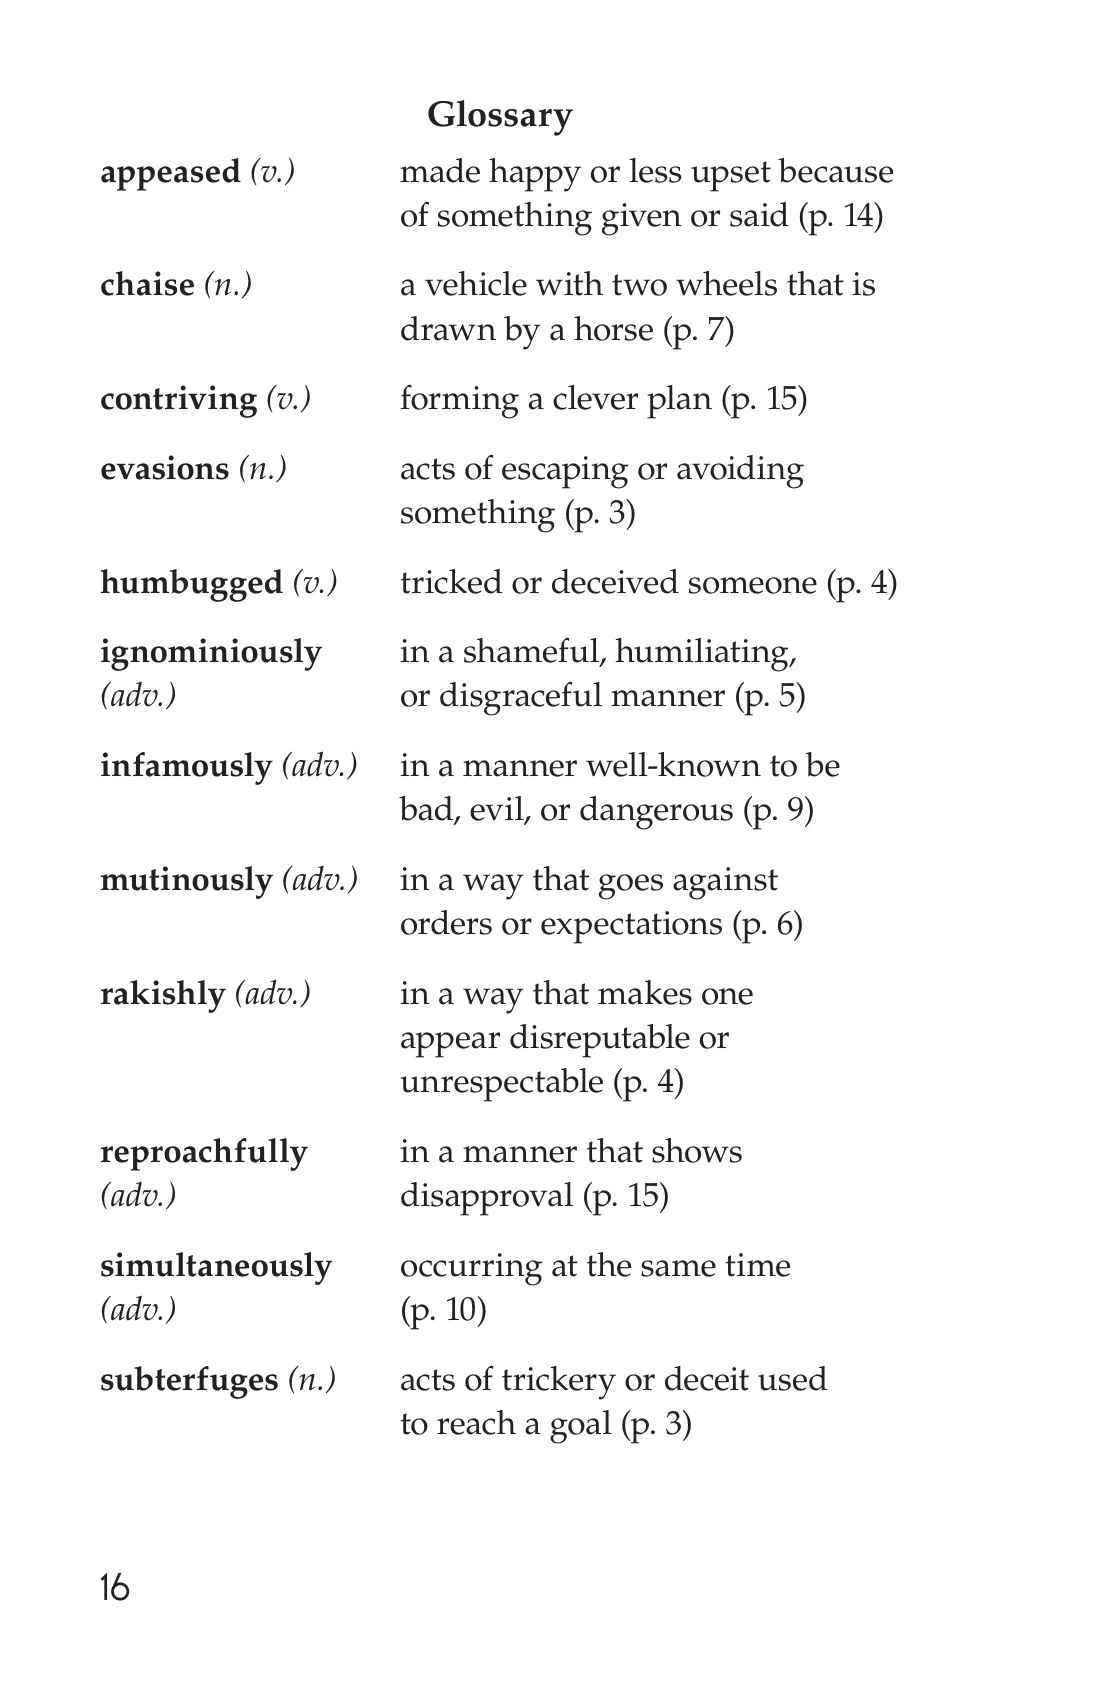 Glossary
appeased (v.) made happy or less upset because
of something given or said (p. 14)
chaise (n.) a vehicle with two wheels that is
drawn by a horse (p. 7)
contriving (v.) forming a clever plan (p. 15)
evasions (n.) acts of escaping or avoiding
something (p. 3)
humbugged (v.) tricked or deceived someone (p. 4)
ignominiously in a shameful, humiliating,
(adv.) or disgraceful manner (p. 5)
infamously (adv.) in a manner well-known to be
bad, evil, or dangerous (p. 9)
mutinously (adv.) in a way that goes against
orders or expectations (p. 6)
rakishly (adv.) in a way that makes one
appear disreputable or
unrespectable (p. 4)
reproachfully in a manner that shows
(adv.) disapproval (p. 15)
simultaneously occurring at the same time
(adv.) (p. 10)
subterfuges (n.) acts of trickery or deceit used
to reach a goal (p. 3)
16